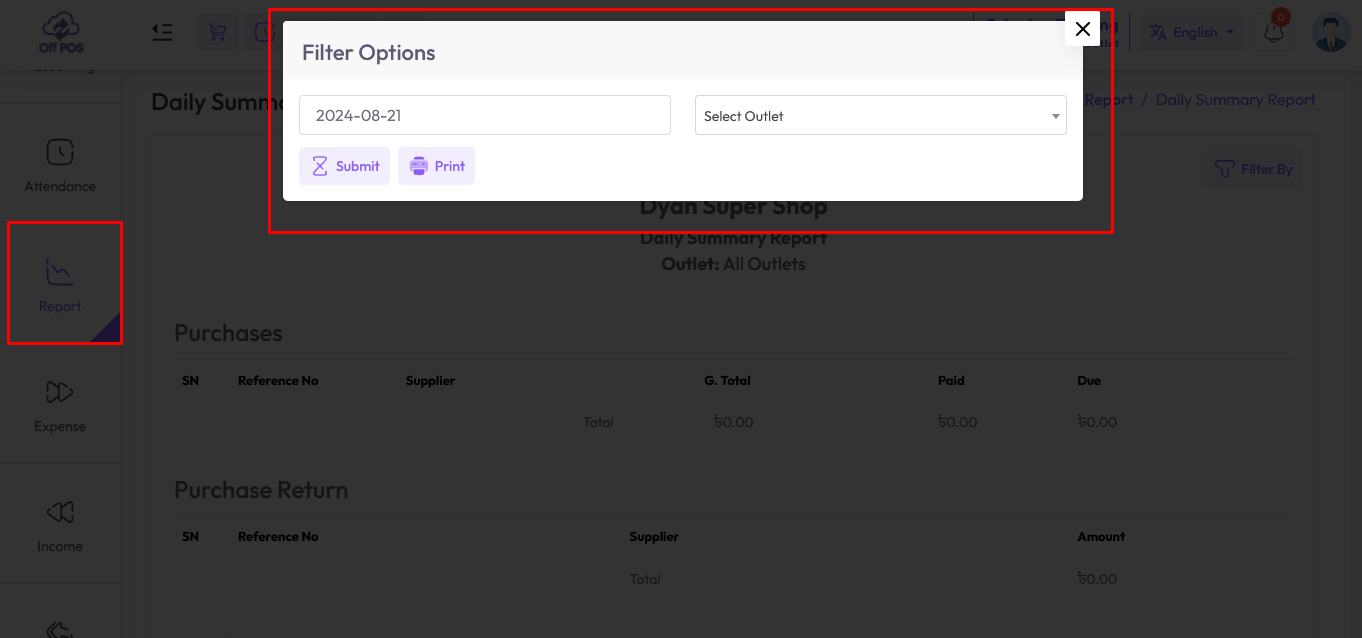 Off POS
English
0
Accounting
Filter Options
Daily Summ
Report / Daily Summary Report
2024-08-21
Select Outlet
Submit
Print
Filter By
Attendance
Dyan Super Shop
Daily Summary Report
Outlet: All Outlets
Report
Purchases
SN Reference No Supplier G. Total Paid Due
Total ৳0.00 ৳0.00 ৳0.00
Expense
Purchase Return
SN Reference No Supplier Amount
Total ৳0.00
Income